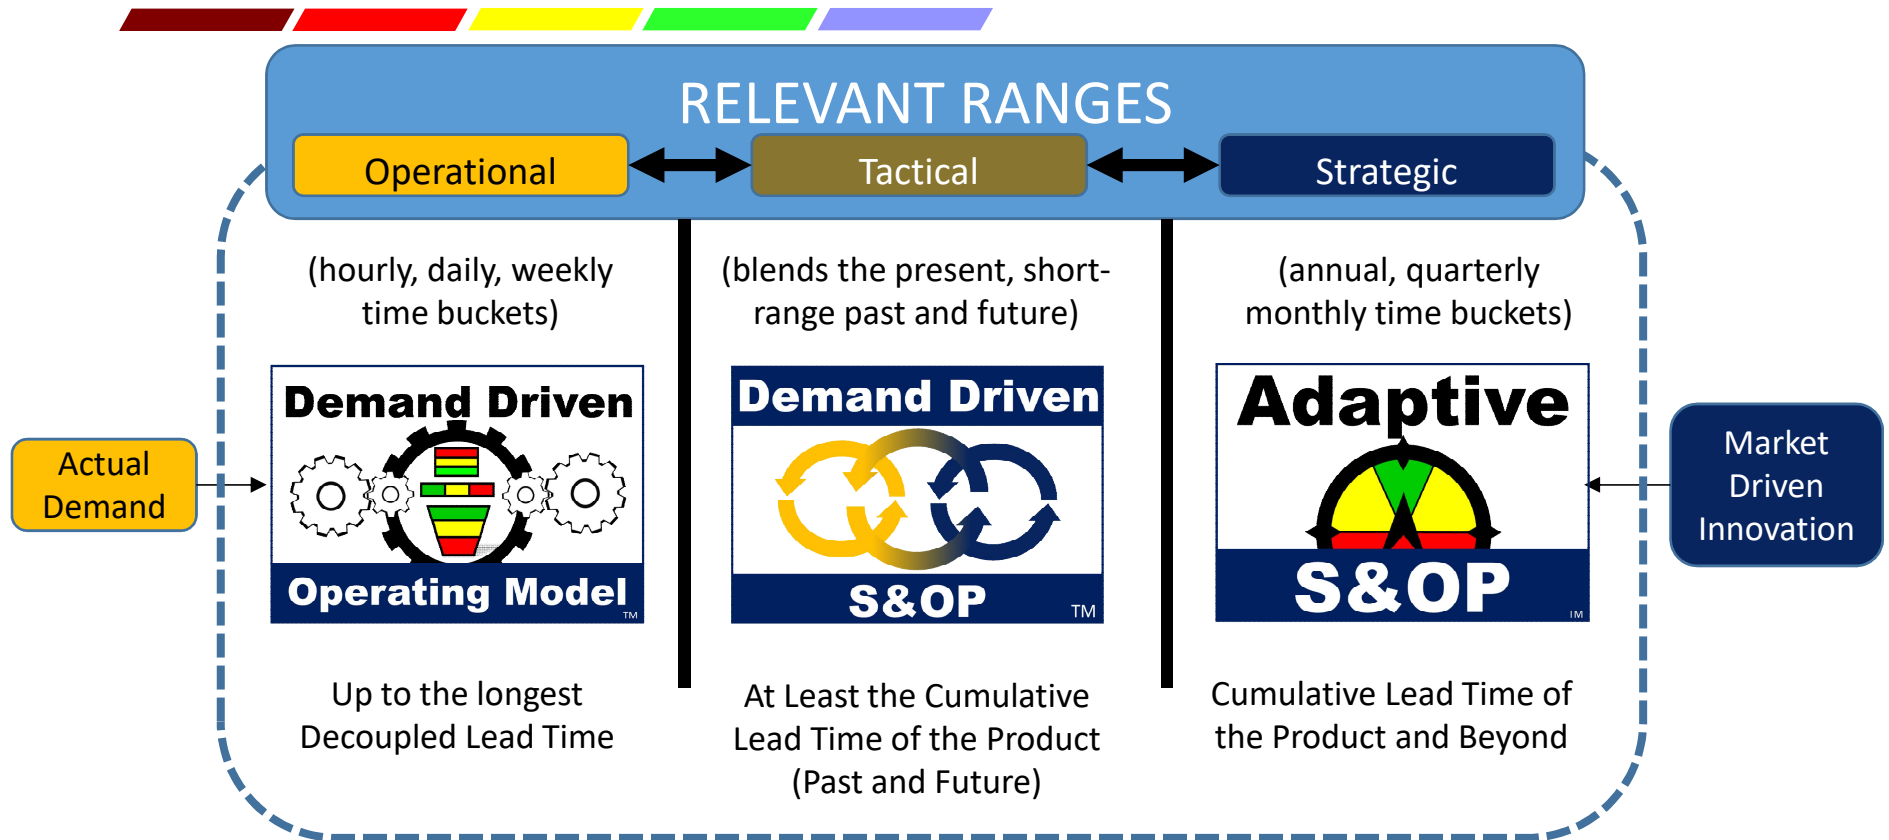 RELEVANT RANGES
Operational
Tactical
Strategic
(hourly, daily, weekly
time buckets)
(blends the present, short-
range past and future)
(annual, quarterly
monthly time buckets)
Actual
Demand
Demand Driven
Operating Model
TM
Demand Driven
S&OP
TM
Adaptive
S&OP
TM
Market
Driven
Innovation
Up to the longest
Decoupled Lead Time
At Least the Cumulative
Lead Time of the Product
(Past and Future)
Cumulative Lead Time of
the Product and Beyond